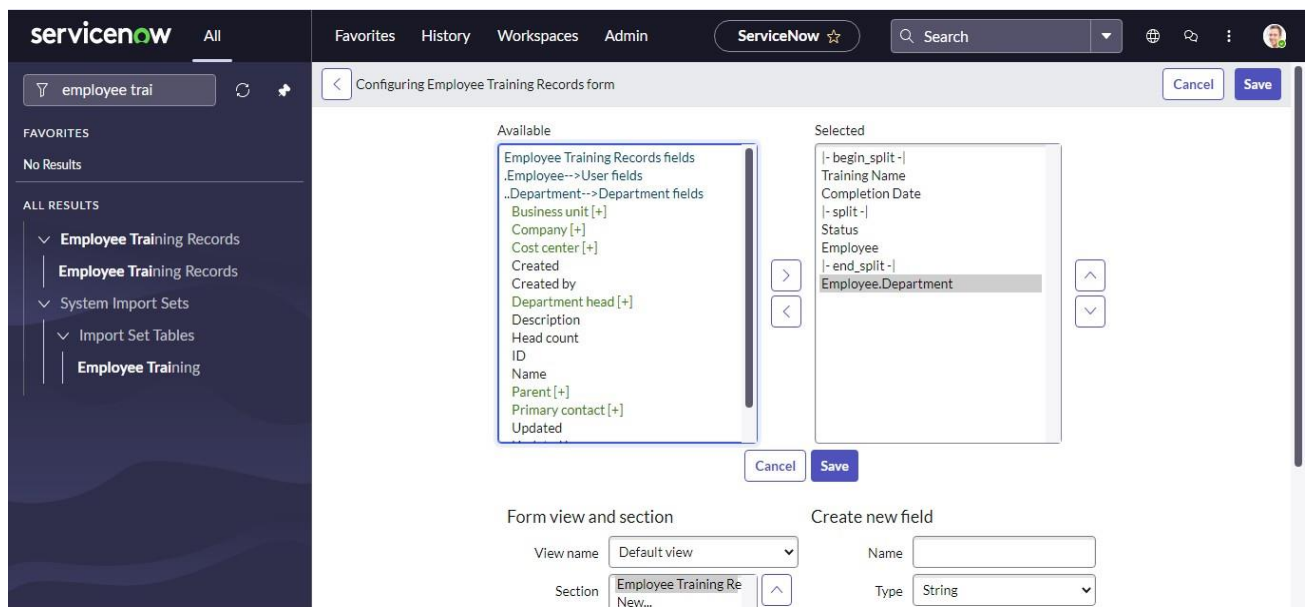 servicenow
All
Favorites
History
Workspaces
Admin
ServiceNow ☆
Search
employee trai
Configuring Employee Training Records form
Cancel
Save
FAVORITES
No Results
ALL RESULTS
Employee Training Records
Employee Training Records
System Import Sets
Import Set Tables
Employee Training
Available
Employee Training Records fields
.Employee-->User fields
..Department-->Department fields
Business unit [+]
Company [+]
Cost center [+]
Created
Created by
Department head [+]
Description
Head count
ID
Name
Parent [+]
Primary contact [+]
Updated
Selected
|- begin_split -|
Training Name
Completion Date
|- split -|
Status
Employee
|- end_split -|
Employee.Department
Cancel
Save
Form view and section
View name
Default view
Section
Employee Training Re
New...
Create new field
Name
Type
String